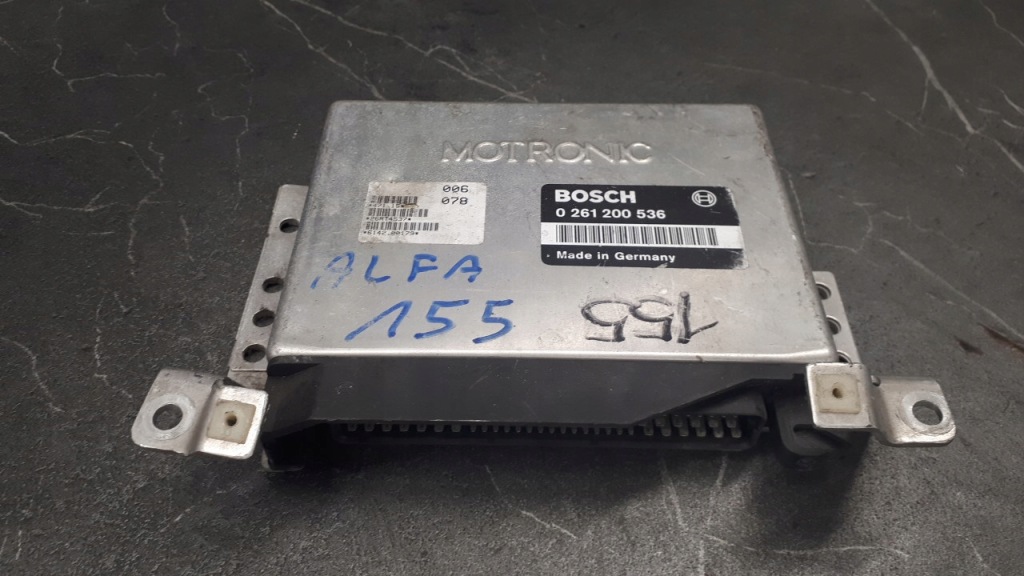 MOTRONIC
006
078
BOSCH
0 261 200 536
Made in Germany
ALFA
155
155